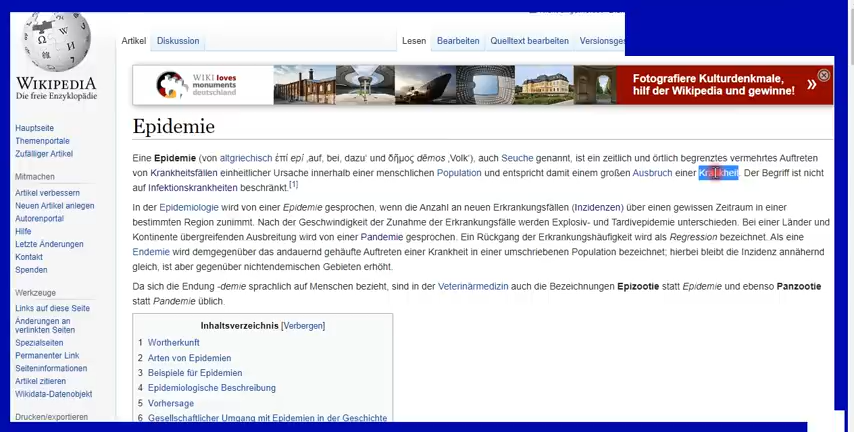 WIKIPEDIA
Die freie Enzyklopädie
Hauptseite
Themenportale
Zufälliger Artikel
Mitmachen
Artikel verbessern
Neuen Artikel anlegen
Autorenportal
Hilfe
Letzte Änderungen
Kontakt
Spenden
Werkzeuge
Links auf diese Seite
Änderungen an
verlinkten Seiten
Spezialseiten
Permanenter Link
Seiteninformationen
Artikel zitieren
Wikidata-Datenobjekt
Drucken/exportieren
Artikel Diskussion Lesen Bearbeiten Quelltext bearbeiten Versionsges
WIKI loves
monuments
deutschland
Fotografiere Kulturdenkmale,
hilf der Wikipedia und gewinne!
Epidemie
Eine Epidemie (von altgriechisch ἐπί epí ‚auf, bei, dazu‘ und δῆμος dēmos ‚Volk‘), auch Seuche genannt, ist ein zeitlich und örtlich begrenztes vermehrtes Auftreten
von Krankheitsfällen einheitlicher Ursache innerhalb einer menschlichen Population und entspricht damit einem großen Ausbruch einer Krankheit. Der Begriff ist nicht
auf Infektionskrankheiten beschränkt.[1]
In der Epidemiologie wird von einer Epidemie gesprochen, wenn die Anzahl an neuen Erkrankungsfällen (Inzidenzen) über einen gewissen Zeitraum in einer
bestimmten Region zunimmt. Nach der Geschwindigkeit der Zunahme der Erkrankungsfälle werden Explosiv- und Tardivepidemie unterschieden. Bei einer Länder und
Kontinente übergreifenden Ausbreitung wird von einer Pandemie gesprochen. Ein Rückgang der Erkrankungshäufigkeit wird als Regression bezeichnet. Als eine
Endemie wird demgegenüber das andauernd gehäufte Auftreten einer Krankheit in einer umschriebenen Population bezeichnet; hierbei bleibt die Inzidenz annähernd
gleich, ist aber gegenüber nichtendemischen Gebieten erhöht.
Da sich die Endung -demie sprachlich auf Menschen bezieht, sind in der Veterinärmedizin auch die Bezeichnungen Epizootie statt Epidemie und ebenso Panzootie
statt Pandemie üblich.
Inhaltsverzeichnis [Verbergen]
1 Wortherkunft
2 Arten von Epidemien
3 Beispiele für Epidemien
4 Epidemiologische Beschreibung
5 Vorhersage
6 Gesellschaftlicher Umgang mit Epidemien in der Geschichte